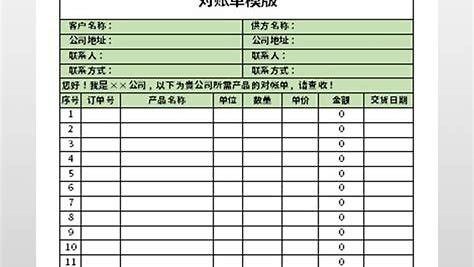 对账单模版
客户名称： 供方名称：
公司地址： 公司地址：
联系人： 联系人：
联系方式： 联系方式：
您好！我是××公司，以下为贵公司所需产品的对帐单，请查收！
序号 订单号 产品名称 单位 数量 单价 金额 交货日期
1 0
2 0
3 0
4 0
5 0
6 0
7 0
8 0
9 0
10 0
11 0